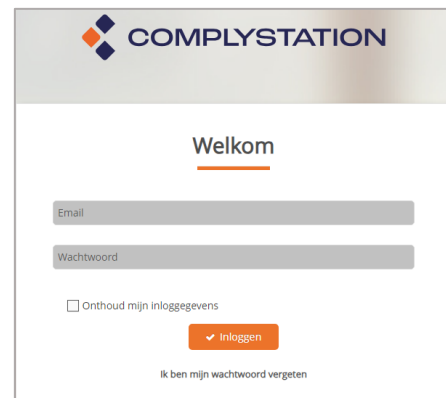 COMPLYSTATION
Welkom
Email
Wachtwoord
Onthoud mijn inloggegevens
Inloggen
Ik ben mijn wachtwoord vergeten